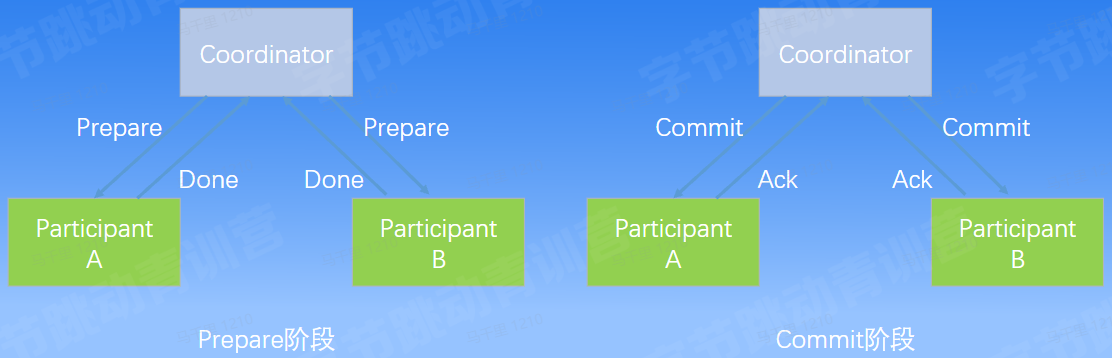 Coordinator
Prepare
Prepare
Done
Done
Participant
A
Participant
B
Prepare阶段
Coordinator
Commit
Commit
Ack
Ack
Participant
A
Participant
B
Commit阶段
字节跳动青训营